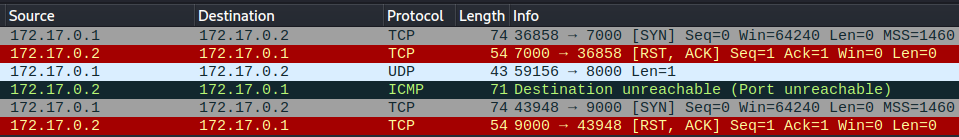 Source Destination Protocol Length Info
172.17.0.1 172.17.0.2 TCP 74 36858 → 7000 [SYN] Seq=0 Win=64240 Len=0 MSS=1460
172.17.0.2 172.17.0.1 TCP 54 7000 → 36858 [RST, ACK] Seq=1 Ack=1 Win=0 Len=0
172.17.0.1 172.17.0.2 UDP 43 59156 → 8000 Len=1
172.17.0.2 172.17.0.1 ICMP 71 Destination unreachable (Port unreachable)
172.17.0.1 172.17.0.2 TCP 74 43948 → 9000 [SYN] Seq=0 Win=64240 Len=0 MSS=1460
172.17.0.2 172.17.0.1 TCP 54 9000 → 43948 [RST, ACK] Seq=1 Ack=1 Win=0 Len=0